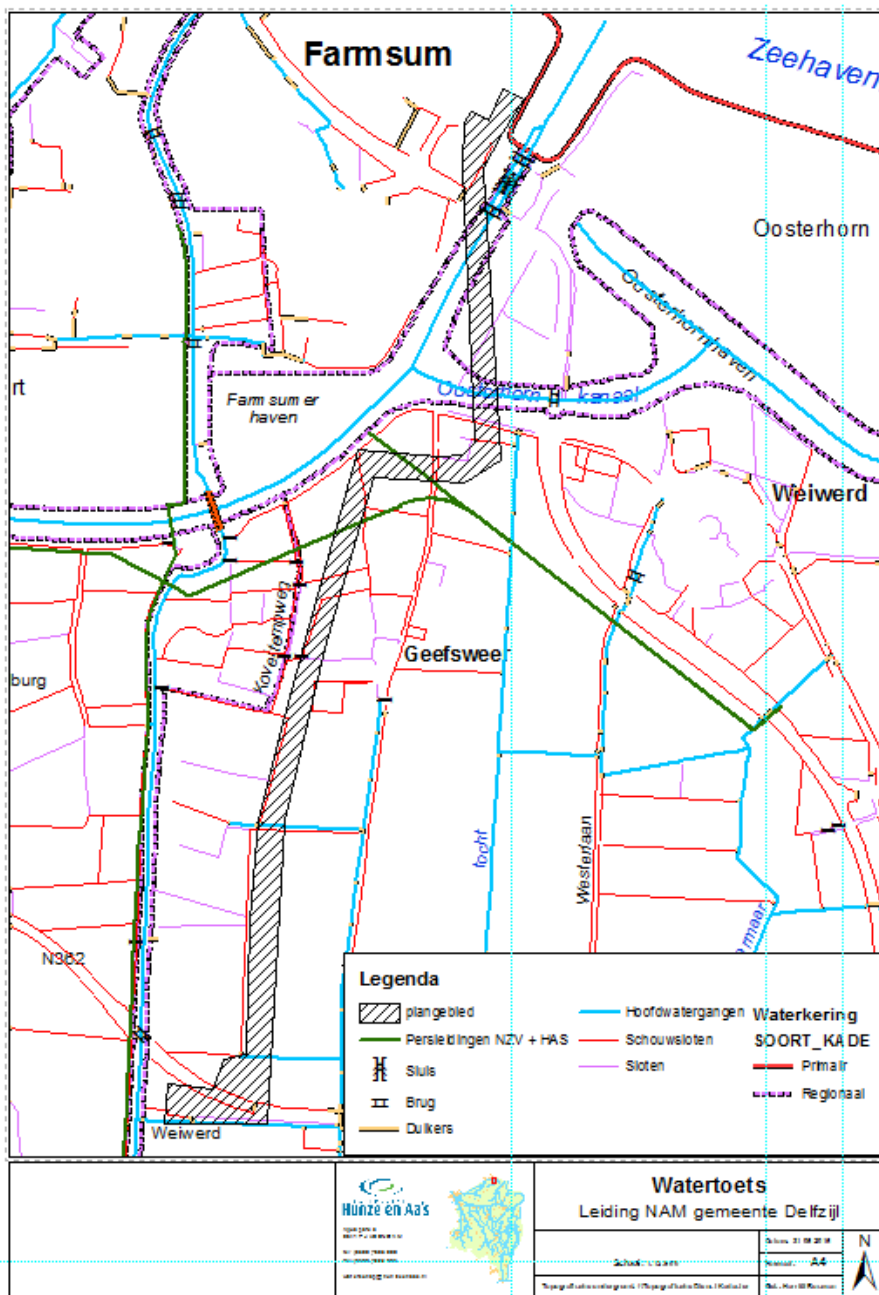 Farmsum
Zeehaven
Oosterhorn
Oosterhornhaven
rt
Farmsumer
haven
Oosterhorn kanaal
Weiwerd
Geefswee
burg
tocht
Westerlaan
N362
Weiwerd
Legenda
plangebied
Persleidingen NZV + HAS
Sluis
Brug
Duikers
Hoofdwatergangen
Schouwsloten
Sloten
Waterkering
SOORT_KADE
Primair
Regionaal
Hunze en Aa's
Watertoets
Leiding NAM gemeente Delfzijl
A4
N